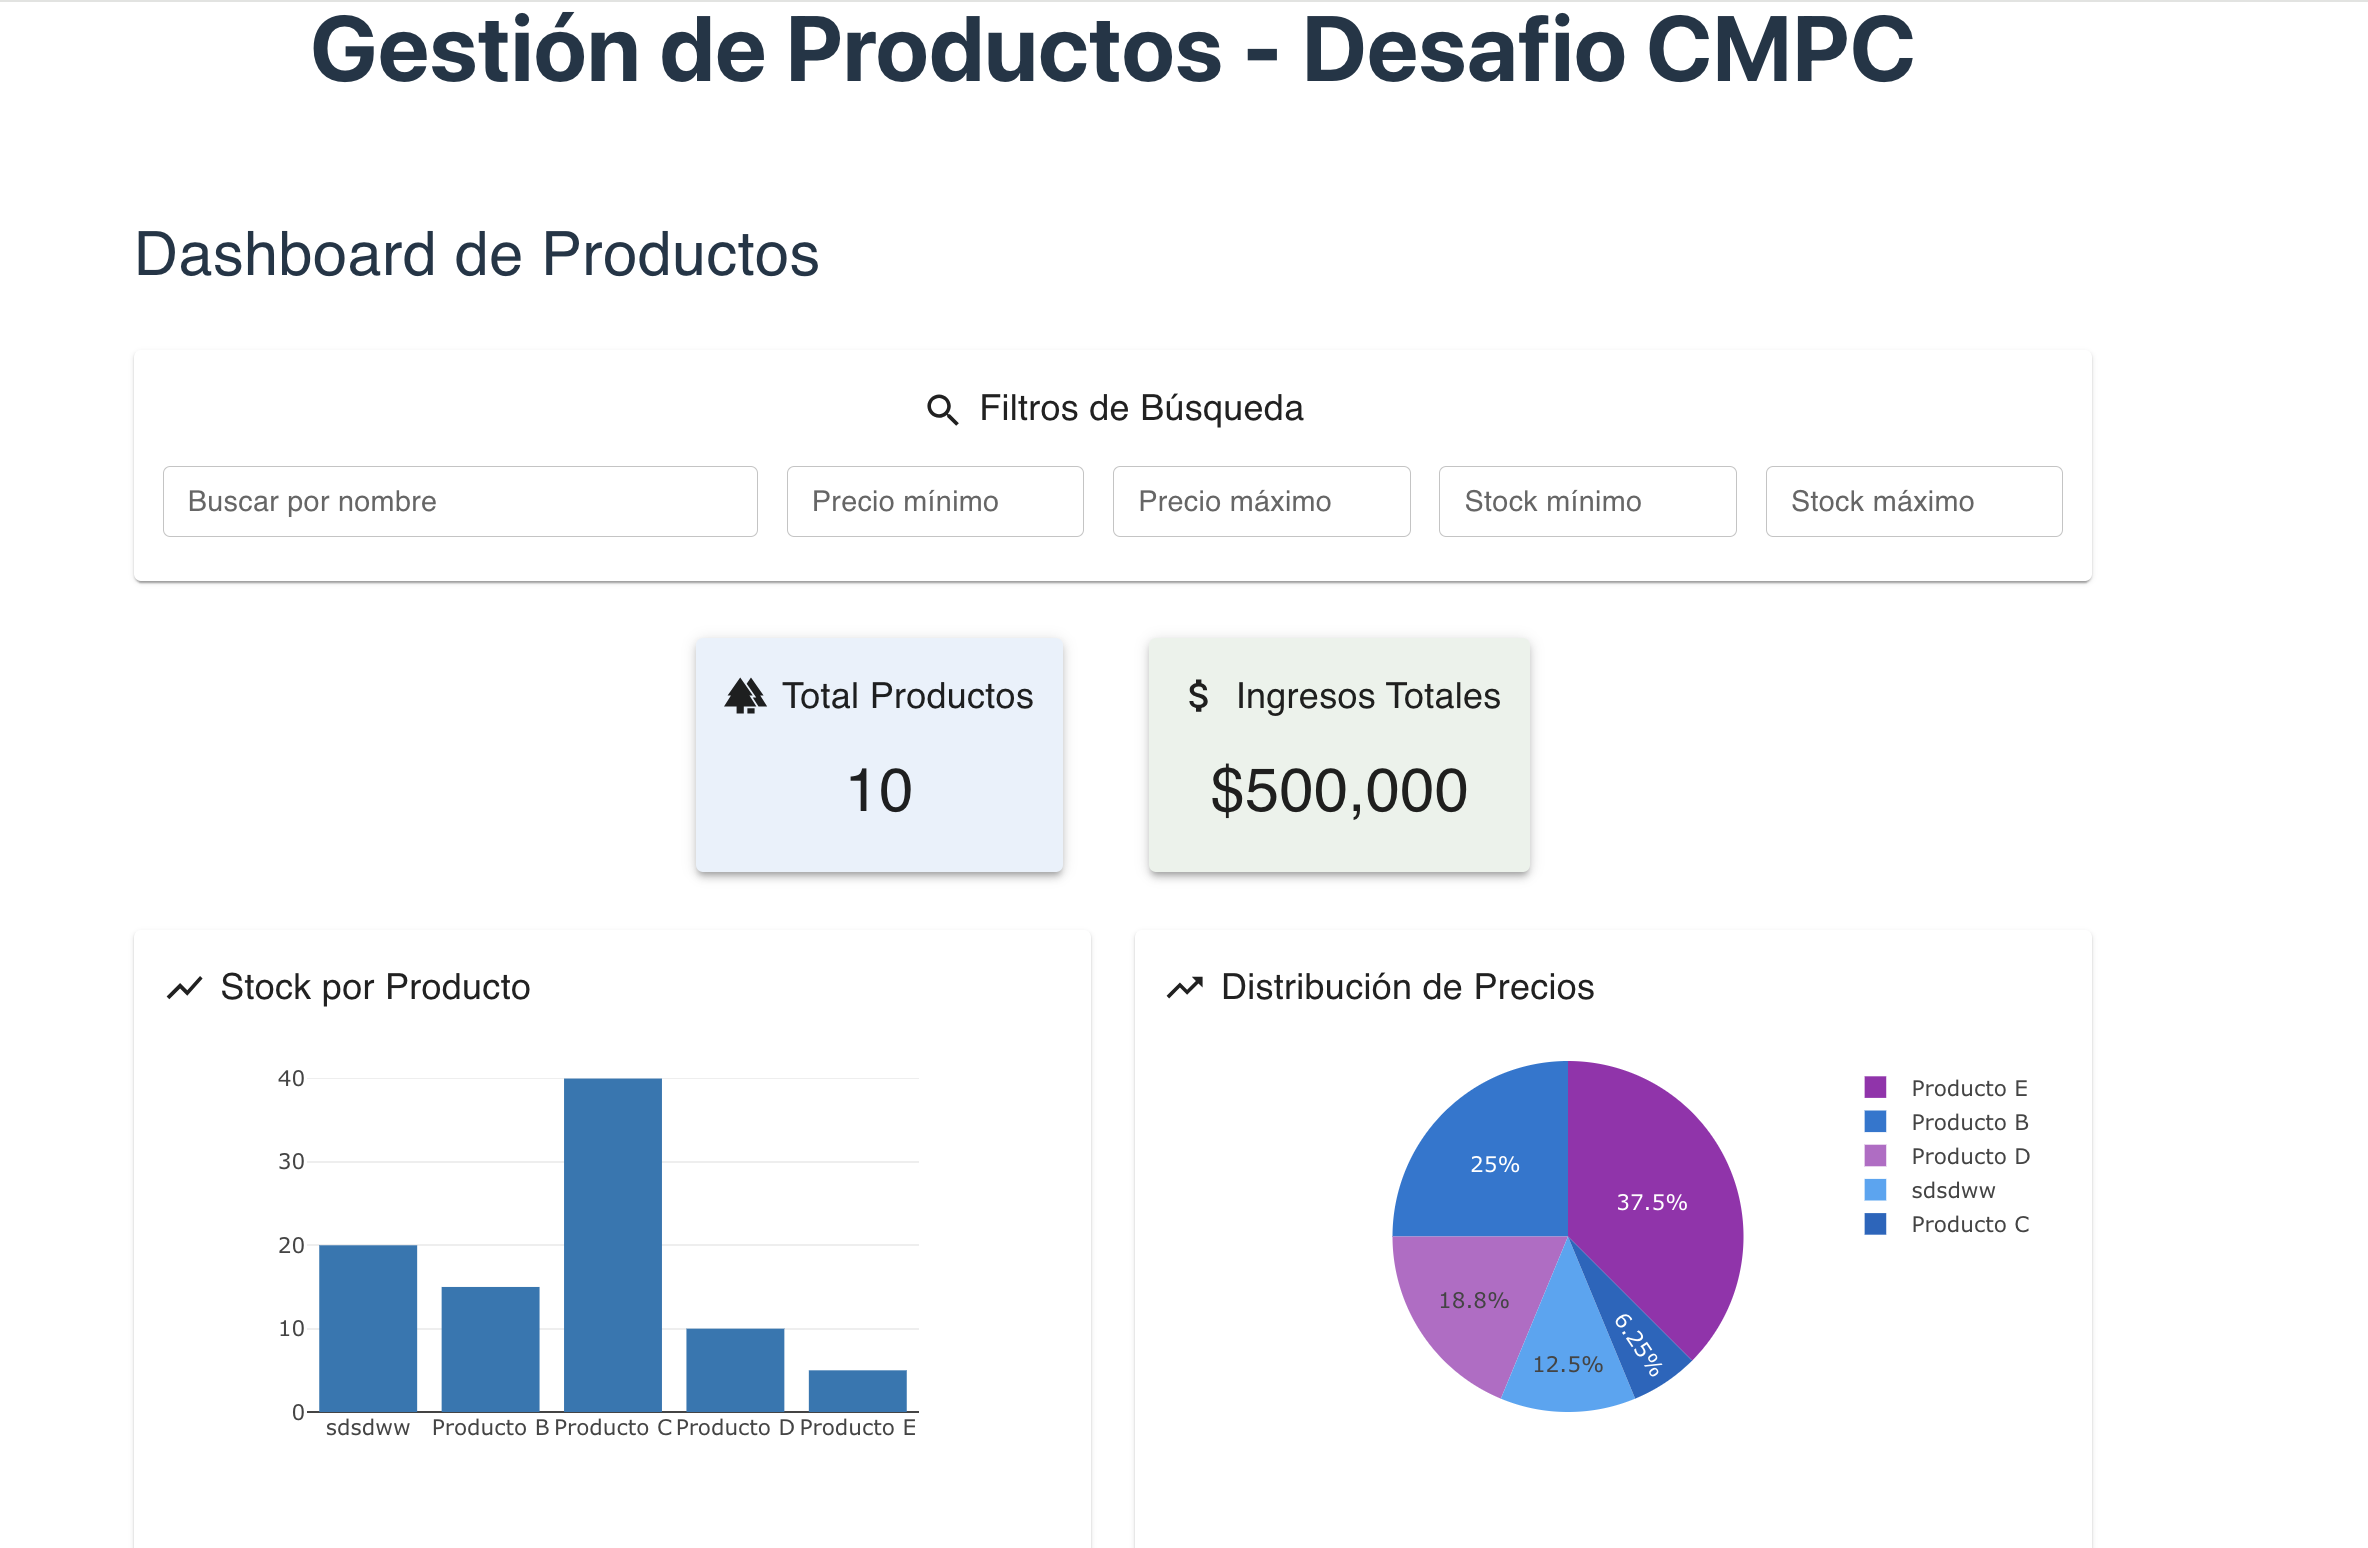 Gestión de Productos - Desafio CMPC
Dashboard de Productos
Filtros de Búsqueda
Buscar por nombre
Precio mínimo
Precio máximo
Stock mínimo
Stock máximo
Total Productos
10
$ Ingresos Totales
$500,000
Stock por Producto
40
30
20
10
0
sdsdww
Producto B
Producto C
Producto D
Producto E
Distribución de Precios
25%
37.5%
18.8%
12.5%
6.25%
Producto E
Producto B
Producto D
sdsdww
Producto C